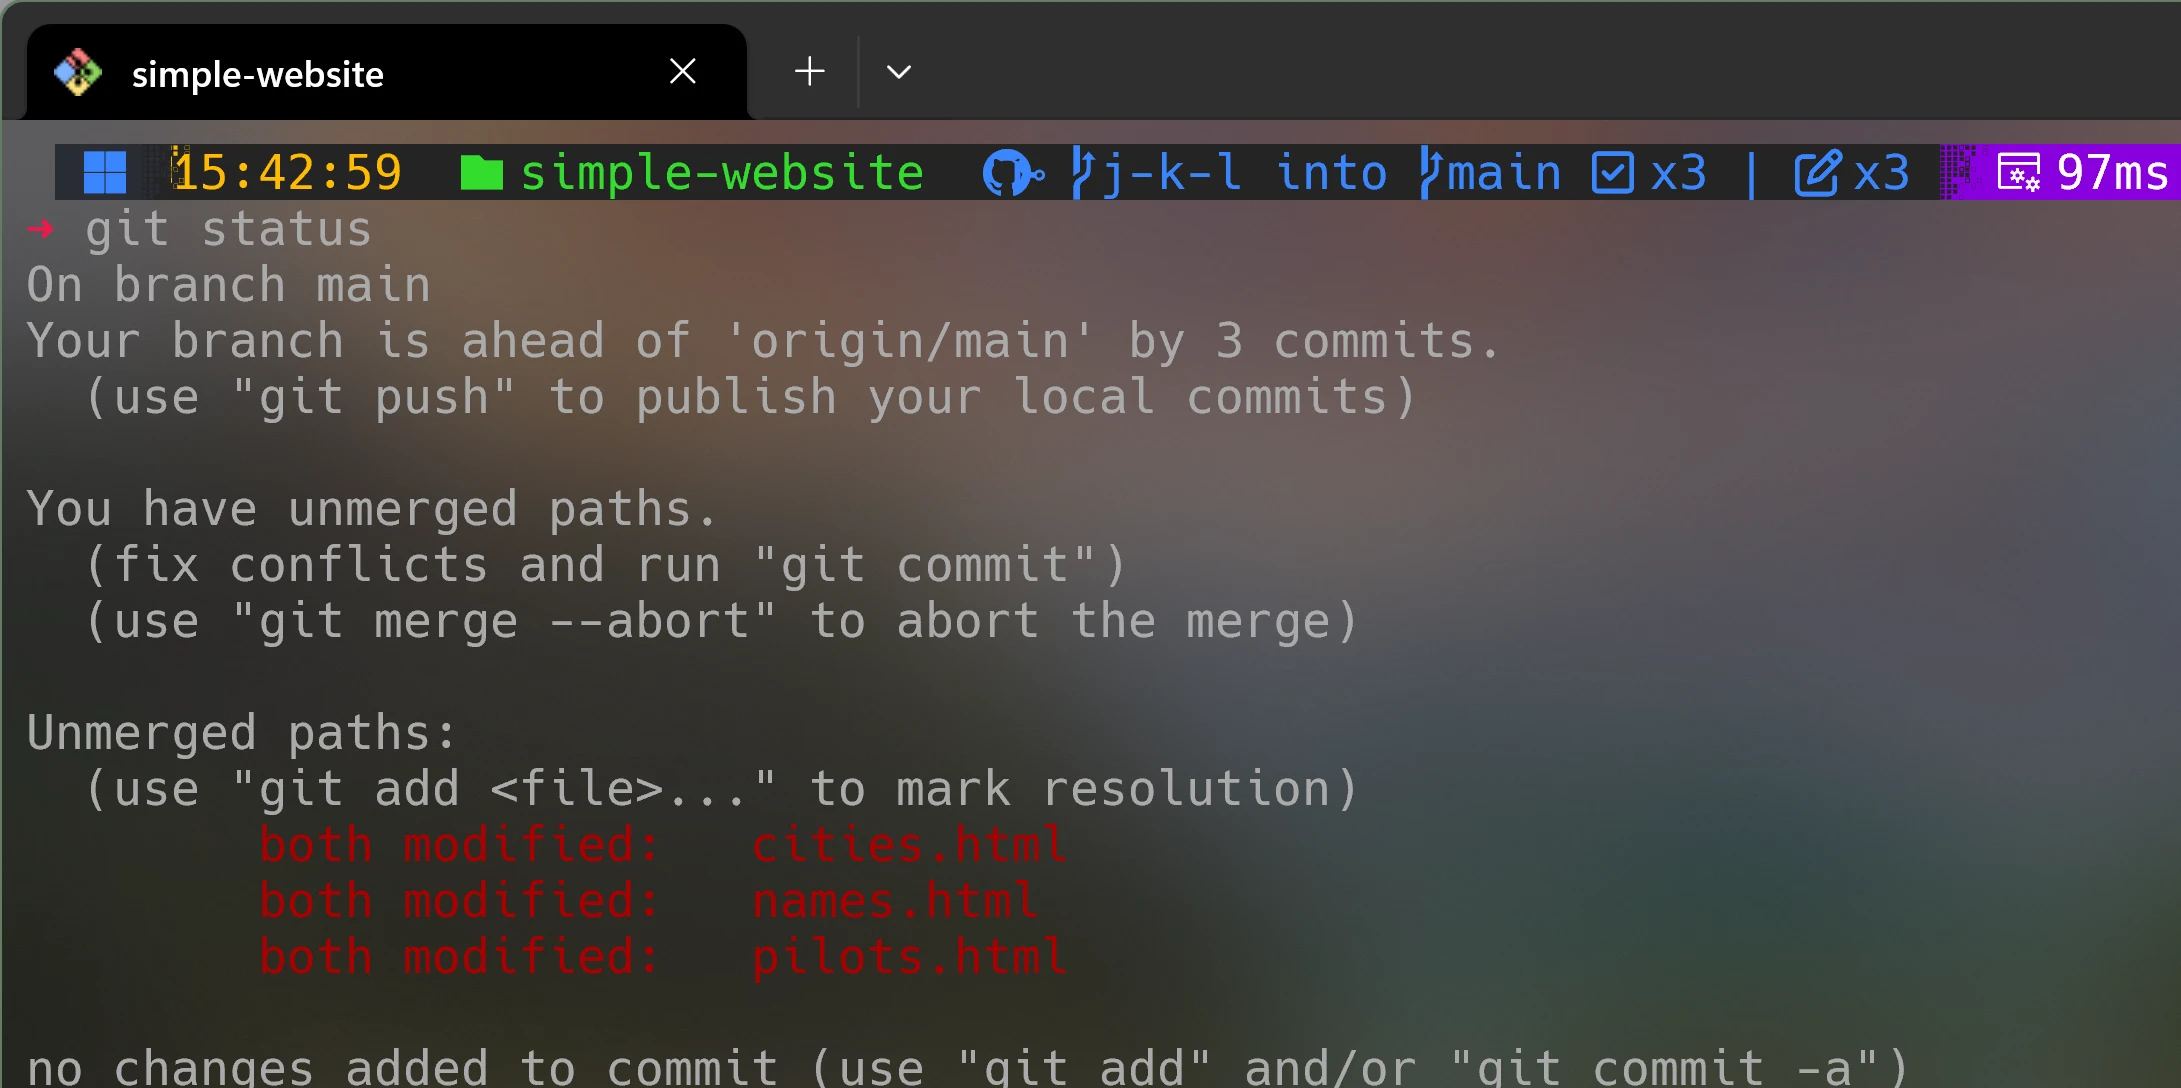 simple-website
15:42:59 simple-website j-k-l into main x3 | x3 97ms
➜ git status
On branch main
Your branch is ahead of 'origin/main' by 3 commits.
(use "git push" to publish your local commits)
You have unmerged paths.
(fix conflicts and run "git commit")
(use "git merge --abort" to abort the merge)
Unmerged paths:
(use "git add <file>..." to mark resolution)
both modified: cities.html
both modified: names.html
both modified: pilots.html
no changes added to commit (use "git add" and/or "git commit -a")